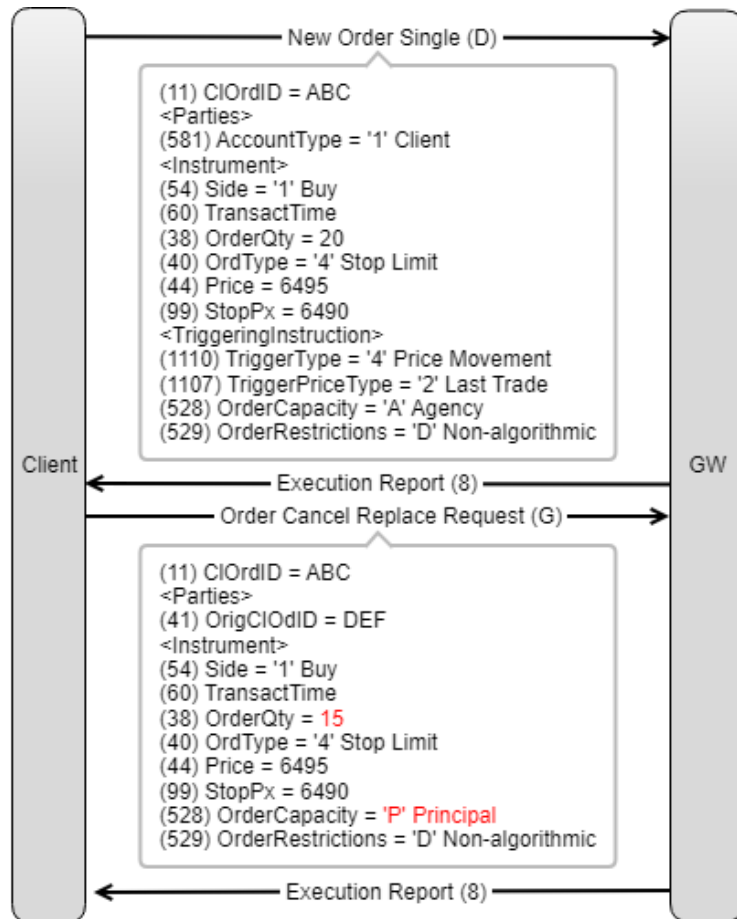 New Order Single (D)
(11) ClOrdID = ABC
<Parties>
(581) AccountType = '1' Client
<Instrument>
(54) Side = '1' Buy
(60) TransactTime
(38) OrderQty = 20
(40) OrdType = '4' Stop Limit
(44) Price = 6495
(99) StopPx = 6490
<TriggeringInstruction>
(1110) TriggerType = '4' Price Movement
(1107) TriggerPriceType = '2' Last Trade
(528) OrderCapacity = 'A' Agency
(529) OrderRestrictions = 'D' Non-algorithmic
Client
GW
Execution Report (8)
Order Cancel Replace Request (G)
(11) ClOrdID = ABC
<Parties>
(41) OrigClOdID = DEF
<Instrument>
(54) Side = '1' Buy
(60) TransactTime
(38) OrderQty = 15
(40) OrdType = '4' Stop Limit
(44) Price = 6495
(99) StopPx = 6490
(528) OrderCapacity = 'P' Principal
(529) OrderRestrictions = 'D' Non-algorithmic
Execution Report (8)